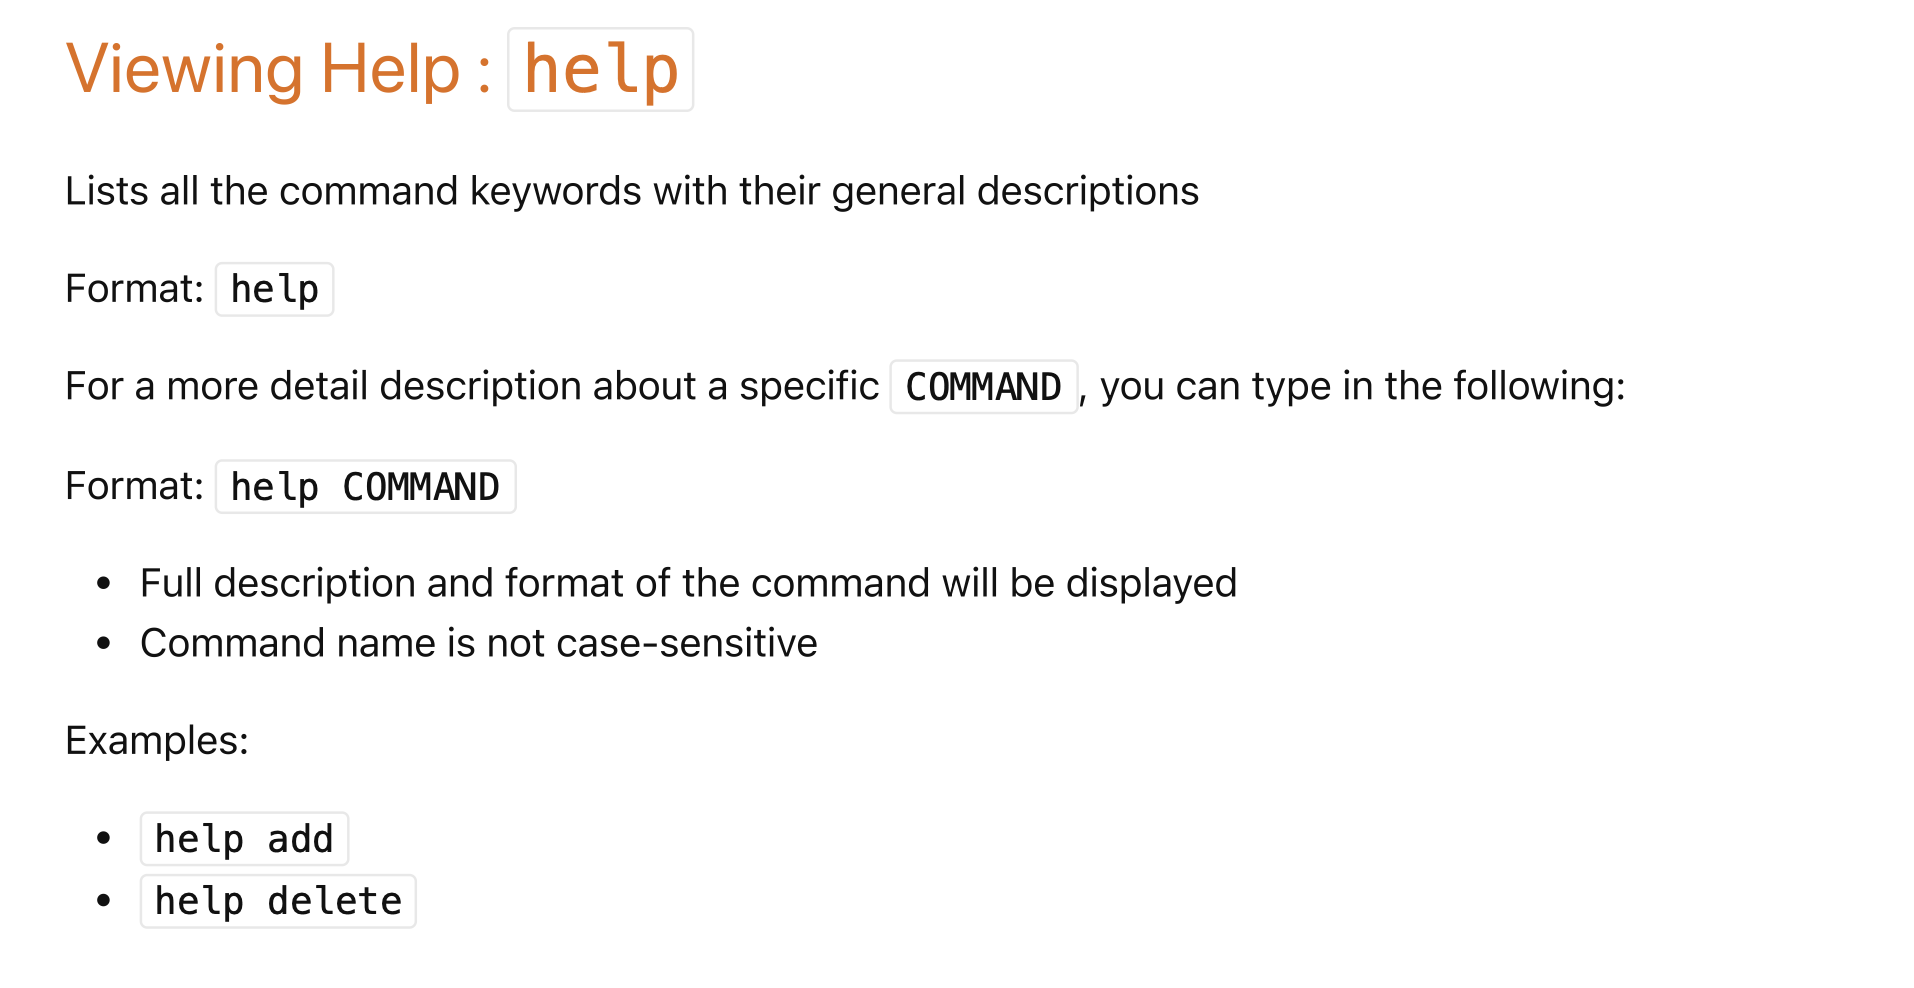 Viewing Help : help
Lists all the command keywords with their general descriptions
Format: help
For a more detail description about a specific COMMAND, you can type in the following:
Format: help COMMAND
• Full description and format of the command will be displayed
• Command name is not case-sensitive
Examples:
• help add
• help delete